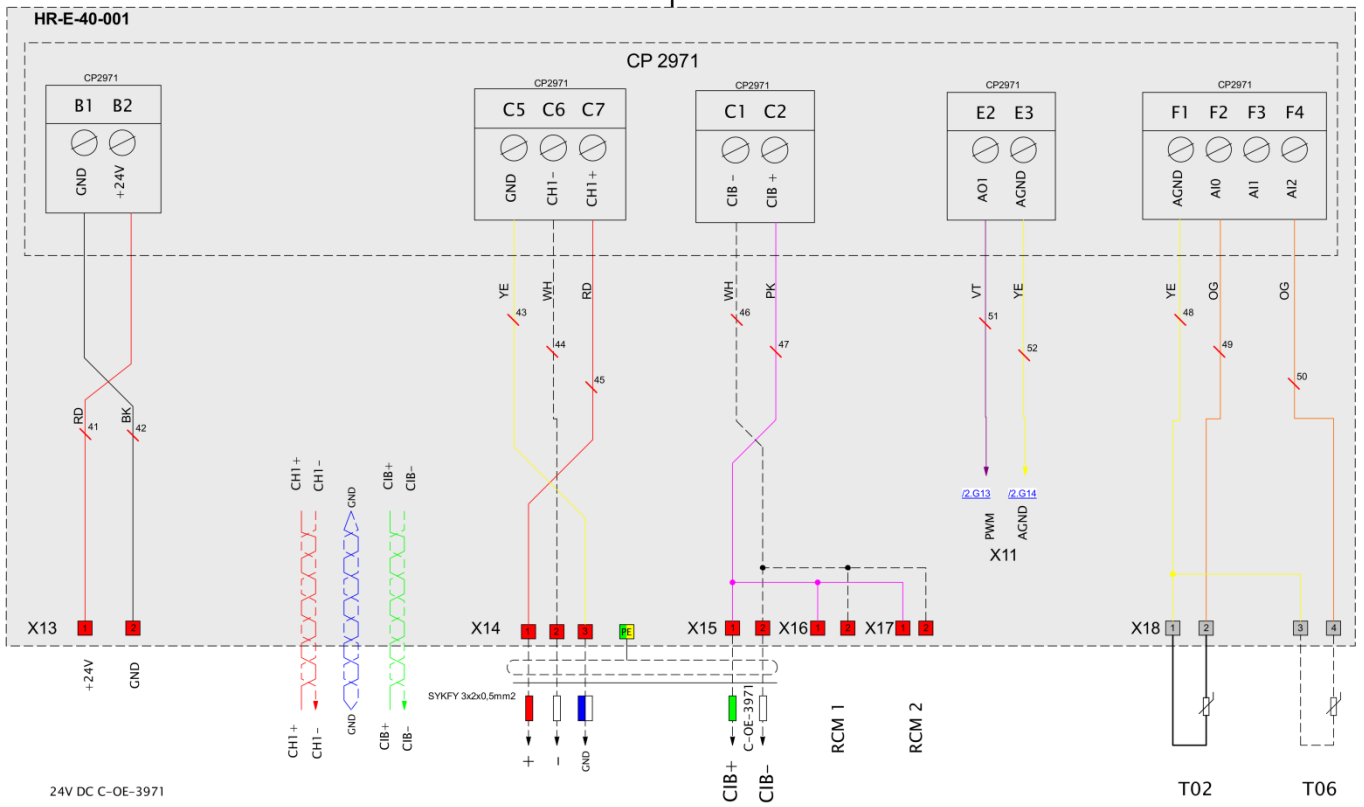 HR-E-40-001
CP 2971
CP2971
B1 B2
GND
+24V
CP2971
C5 C6 C7
GND
CH1-
CH1+
CP2971
C1 C2
CIB -
CIB +
CP2971
E2 E3
AO1
AGND
CP2971
F1 F2 F3 F4
AGND
AI0
AI1
AI2
RD
41
BK
42
YE
43
WH
44
RD
45
WH
46
PK
47
VT
51
YE
52
YE
48
OG
49
OG
50
CH1+
CH1-
GND
CIB+
CIB-
/2.G13
/2.G14
PWM
AGND
X11
X13 1 2
X14 1 2 3 PE
X15 1 2
X16 1 2
X17 1 2
X18 1 2 3 4
+24V
GND
CH1+
CH1-
GND
CIB+
CIB-
SYKFY 3x2x0,5mm2
+
-
GND
CIB+
C-OE-3971
CIB-
RCM 1
RCM 2
T02
T06
24V DC C-OE-3971